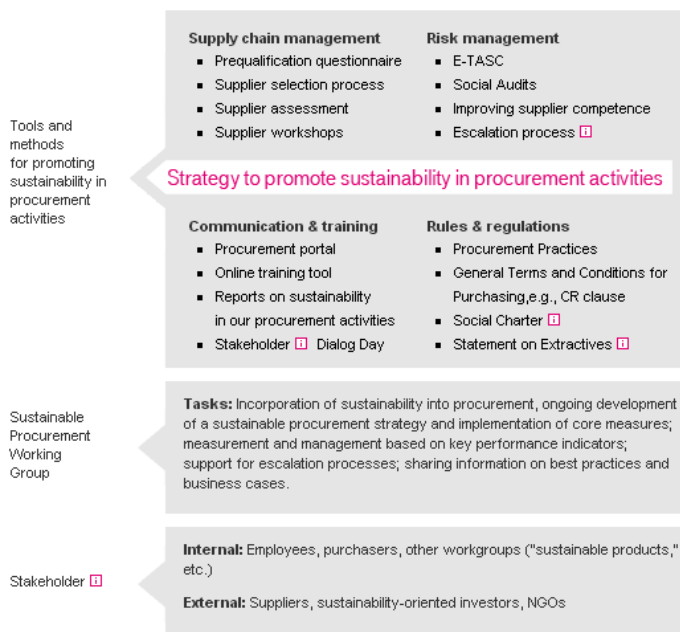 Tools and
methods
for promoting
sustainability in
procurement
activities
Supply chain management
Prequalification questionnaire
Supplier selection process
Supplier assessment
Supplier workshops
Risk management
E-TASC
Social Audits
Improving supplier competence
Escalation process i
Strategy to promote sustainability in procurement activities
Communication & training
Procurement portal
Online training tool
Reports on sustainability
in our procurement activities
Stakeholder i Dialog Day
Rules & regulations
Procurement Practices
General Terms and Conditions for
Purchasing,e.g., CR clause
Social Charter i
Statement on Extractives i
Sustainable
Procurement
Working
Group
Tasks: Incorporation of sustainability into procurement, ongoing development
of a sustainable procurement strategy and implementation of core measures;
measurement and management based on key performance indicators;
support for escalation processes; sharing information on best practices and
business cases.
Stakeholder i
Internal: Employees, purchasers, other workgroups ("sustainable products,"
etc.)
External: Suppliers, sustainability-oriented investors, NGOs